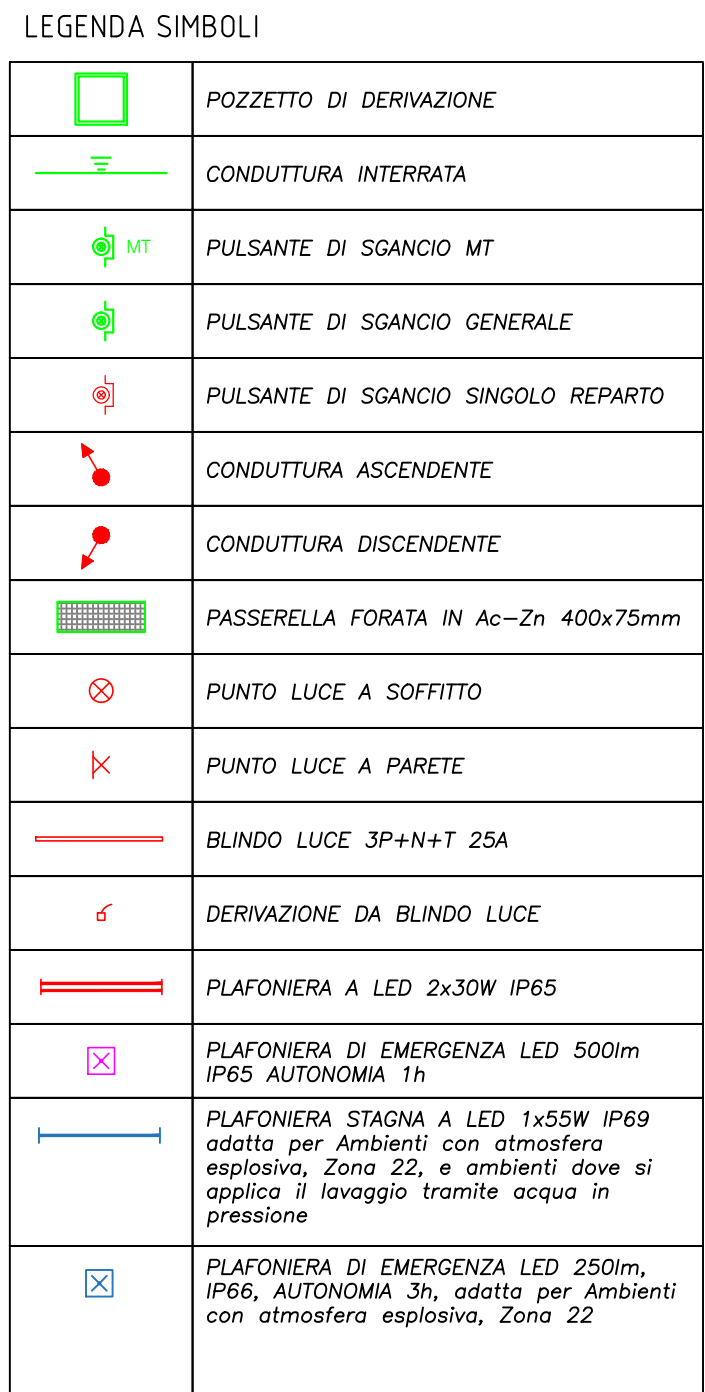 LEGENDA SIMBOLI
POZZETTO DI DERIVAZIONE
CONDUTTURA INTERRATA
MT PULSANTE DI SGANCIO MT
PULSANTE DI SGANCIO GENERALE
PULSANTE DI SGANCIO SINGOLO REPARTO
CONDUTTURA ASCENDENTE
CONDUTTURA DISCENDENTE
PASSERELLA FORATA IN Ac-Zn 400x75mm
PUNTO LUCE A SOFFITTO
PUNTO LUCE A PARETE
BLINDO LUCE 3P+N+T 25A
DERIVAZIONE DA BLINDO LUCE
PLAFONIERA A LED 2x30W IP65
PLAFONIERA DI EMERGENZA LED 500lm
IP65 AUTONOMIA 1h
PLAFONIERA STAGNA A LED 1x55W IP69
adatta per Ambienti con atmosfera
esplosiva, Zona 22, e ambienti dove si
applica il lavaggio tramite acqua in
pressione
PLAFONIERA DI EMERGENZA LED 250lm,
IP66, AUTONOMIA 3h, adatta per Ambienti
con atmosfera esplosiva, Zona 22